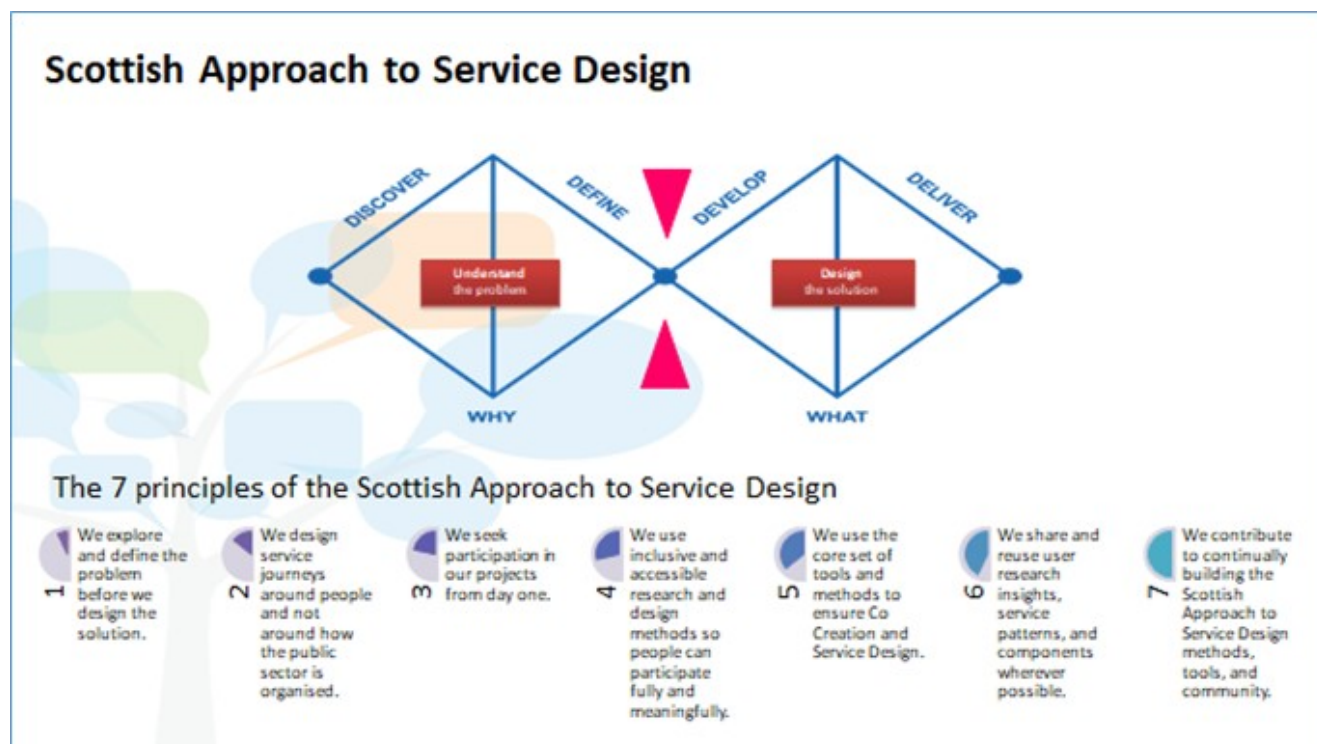 Scottish Approach to Service Design
DISCOVER
DEFINE
DEVELOP
DELIVER
Understand
the problem
Design
the solution
WHY
WHAT
The 7 principles of the Scottish Approach to Service Design
1
We explore
and define the
problem
before we
design the
solution.
2
We design
service
journeys
around people
and not
around how
the public
sector is
organised.
3
We seek
participation in
our projects
from day one.
4
We use
inclusive and
accessible
research and
design
methods so
people can
participate
fully and
meaningfully.
5
We use the
core set of
tools and
methods to
ensure Co
Creation and
Service Design.
6
We share and
reuse user
research
insights,
service
patterns, and
components
wherever
possible.
7
We contribute
to continually
building the
Scottish
Approach to
Service Design
methods,
tools, and
community.